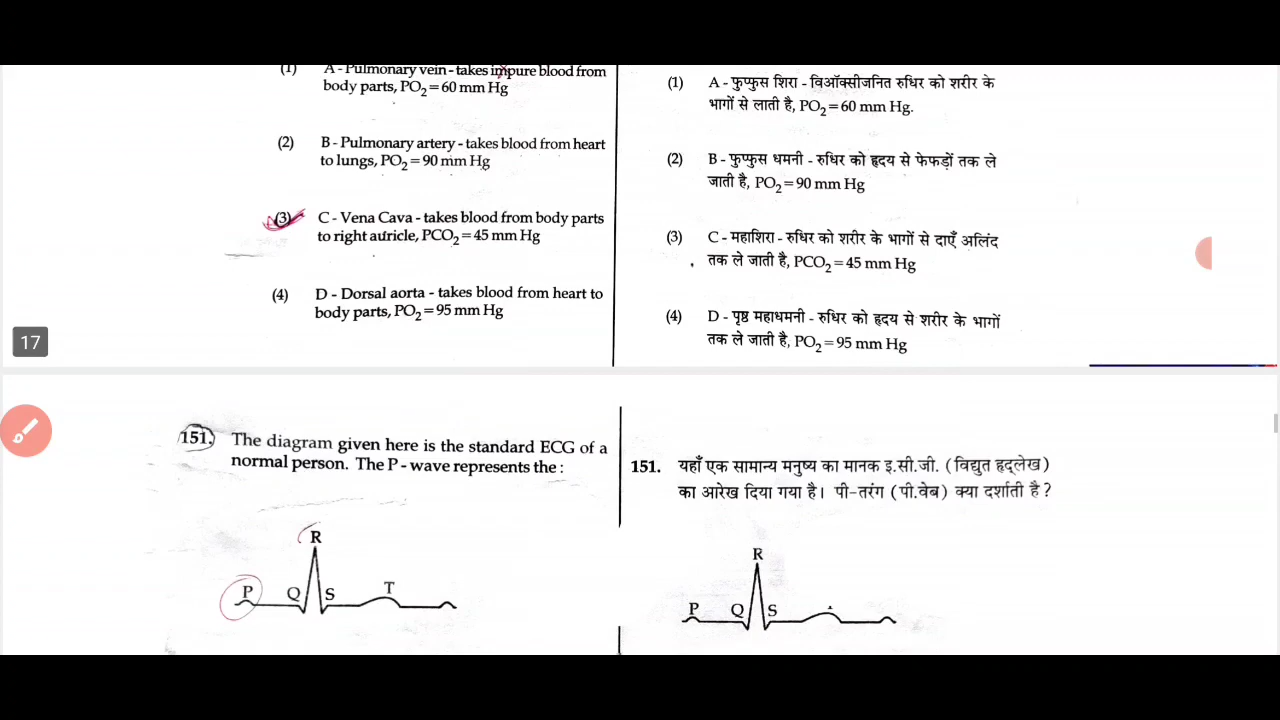 (1) A - Pulmonary vein - takes impure blood from
body parts, PO2 = 60 mm Hg
(2) B - Pulmonary artery - takes blood from heart
to lungs, PO2 = 90 mm Hg
(3) C - Vena Cava - takes blood from body parts
to right auricle, PCO2 = 45 mm Hg
(4) D - Dorsal aorta - takes blood from heart to
body parts, PO2 = 95 mm Hg
17
(1) A - फुप्फुस शिरा - विऑक्सीजनित रुधिर को शरीर के
भागों से लाती है, PO2 = 60 mm Hg.
(2) B - फुप्फुस धमनी - रुधिर को हृदय से फेफड़ों तक ले
जाती है, PO2 = 90 mm Hg
(3) C - महाशिरा - रुधिर को शरीर के भागों से दाएँ अलिंद
तक ले जाती है, PCO2 = 45 mm Hg
(4) D - पृष्ठ महाधमनी - रुधिर को हृदय से शरीर के भागों
तक ले जाती है, PO2 = 95 mm Hg
151. The diagram given here is the standard ECG of a
normal person. The P - wave represents the :
R
P Q S T
151. यहाँ एक सामान्य मनुष्य का मानक इ.सी.जी. (विद्युत हृद्लेख)
का आरेख दिया गया है। पी-तरंग (पी.वेब) क्या दर्शाती है ?
R
P Q S